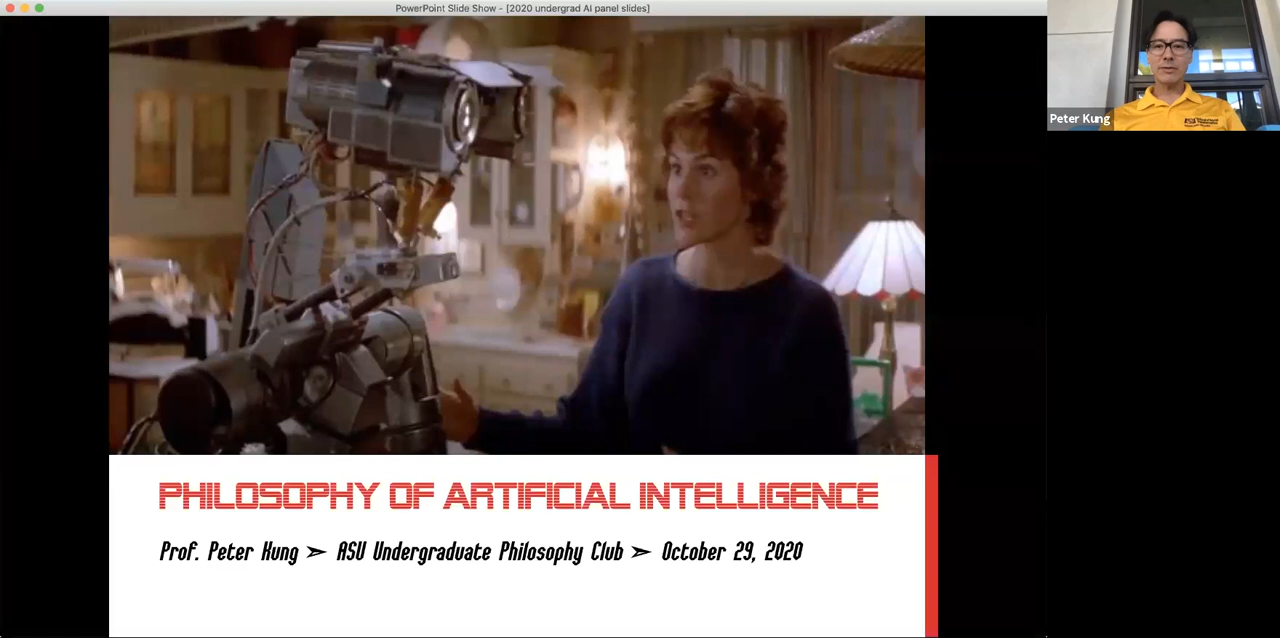 PowerPoint Slide Show - [2020 undergrad AI panel slides]
Peter Kung
PHILOSOPHY OF ARTIFICIAL INTELLIGENCE
Prof. Peter Kung ➢ ASU Undergraduate Philosophy Club ➢ October 29, 2020